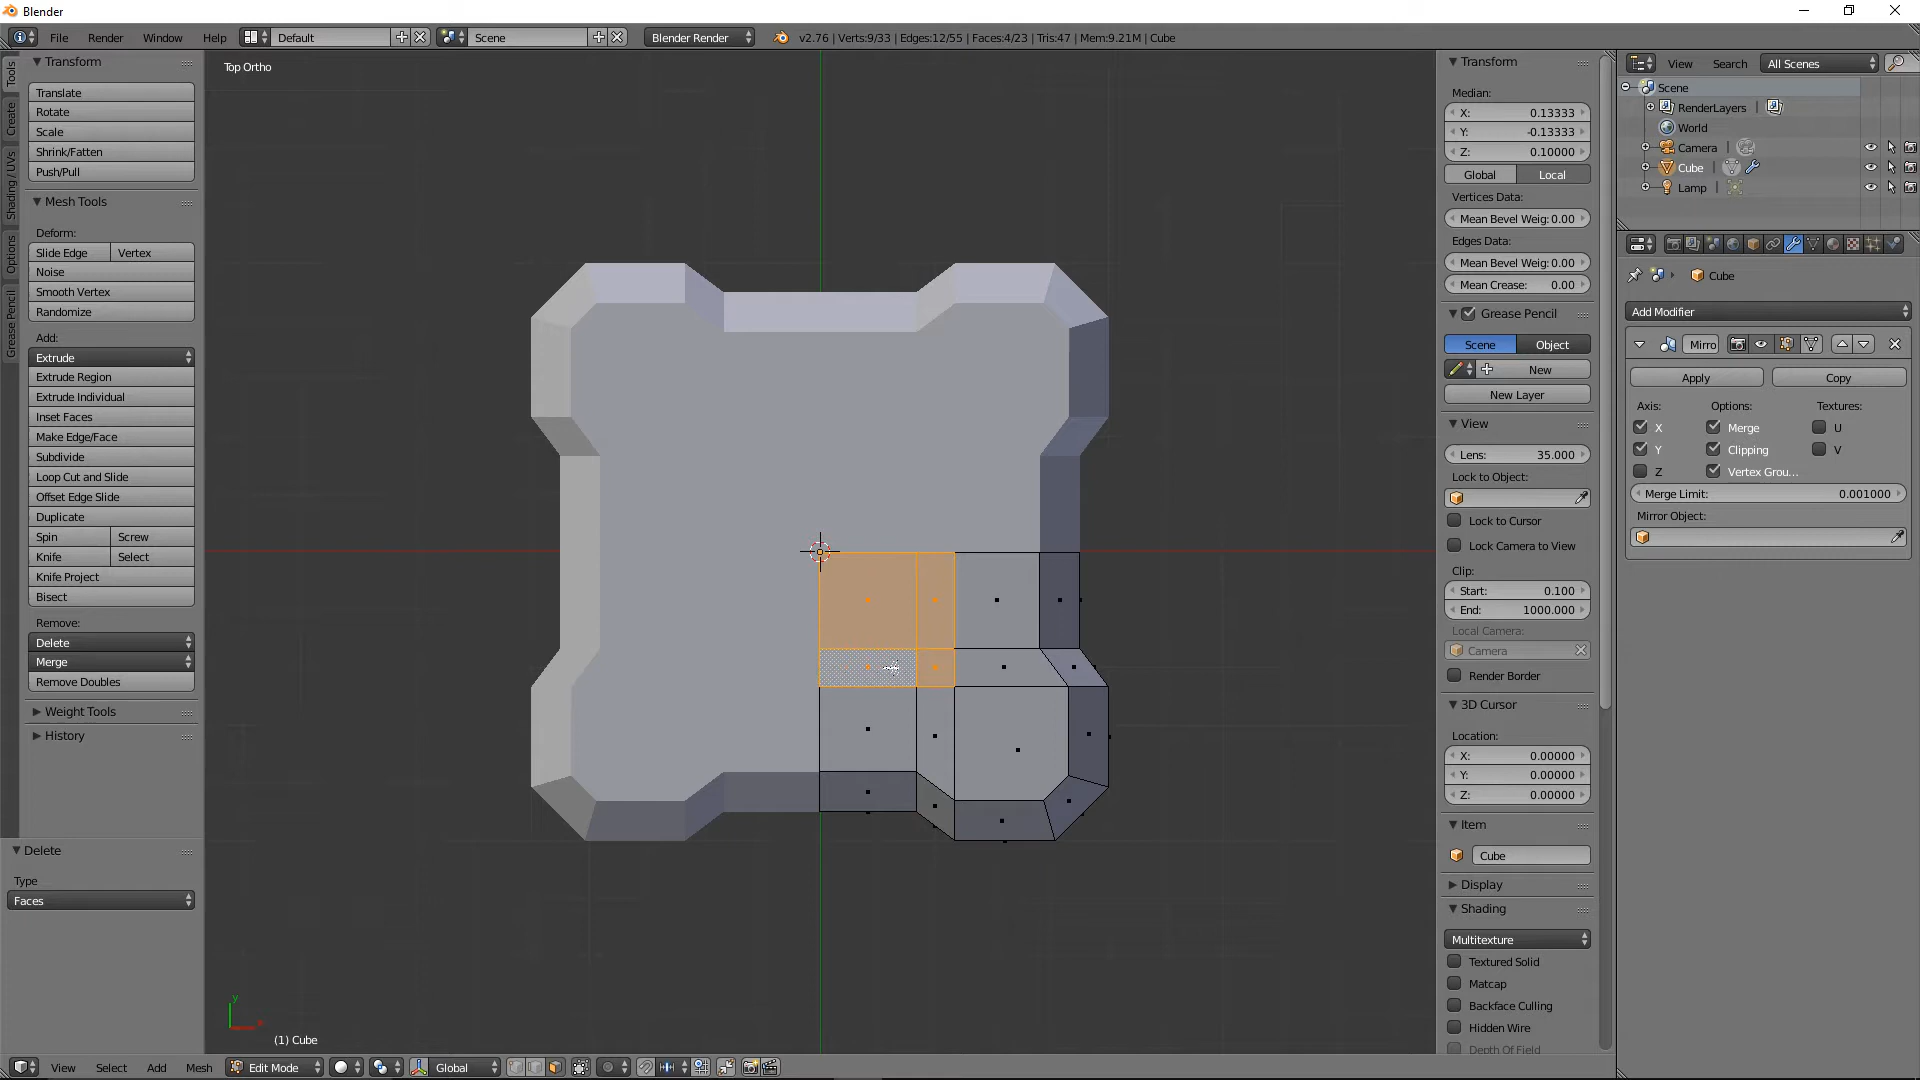 Blender
File Render Window Help Default Scene Blender Render v2.76 | Verts:9/33 | Edges:12/55 | Faces:4/23 | Tris:47 | Mem:9.21M | Cube
Tools
Create
Shading / UVs
Options
Grease Pencil
Transform
Translate
Rotate
Scale
Shrink/Fatten
Push/Pull
Mesh Tools
Deform:
Slide Edge Vertex
Noise
Smooth Vertex
Randomize
Add:
Extrude
Extrude Region
Extrude Individual
Inset Faces
Make Edge/Face
Subdivide
Loop Cut and Slide
Offset Edge Slide
Duplicate
Spin Screw
Knife Select
Knife Project
Bisect
Remove:
Delete
Merge
Remove Doubles
Weight Tools
History
Delete
Type
Faces
Top Ortho
y
(1) Cube
View Select Add Mesh Edit Mode Global
Transform
Median:
X: 0.13333
Y: -0.13333
Z: 0.10000
Global Local
Vertices Data:
Mean Bevel Weig: 0.00
Edges Data:
Mean Bevel Weig: 0.00
Mean Crease: 0.00
Grease Pencil
Scene Object
New
New Layer
View
Lens: 35.000
Lock to Object:
Lock to Cursor
Lock Camera to View
Clip:
Start: 0.100
End: 1000.000
Local Camera:
Camera
Render Border
3D Cursor
Location:
X: 0.00000
Y: 0.00000
Z: 0.00000
Item
Cube
Display
Shading
Multitexture
Textured Solid
Matcap
Backface Culling
Hidden Wire
Depth Of Field
View Search All Scenes
Scene
RenderLayers |
World
Camera
Cube
Lamp
Cube
Add Modifier
Mirro
Apply Copy
Axis: Options: Textures:
X Merge U
Y Clipping V
Z Vertex Grou...
Merge Limit: 0.001000
Mirror Object: